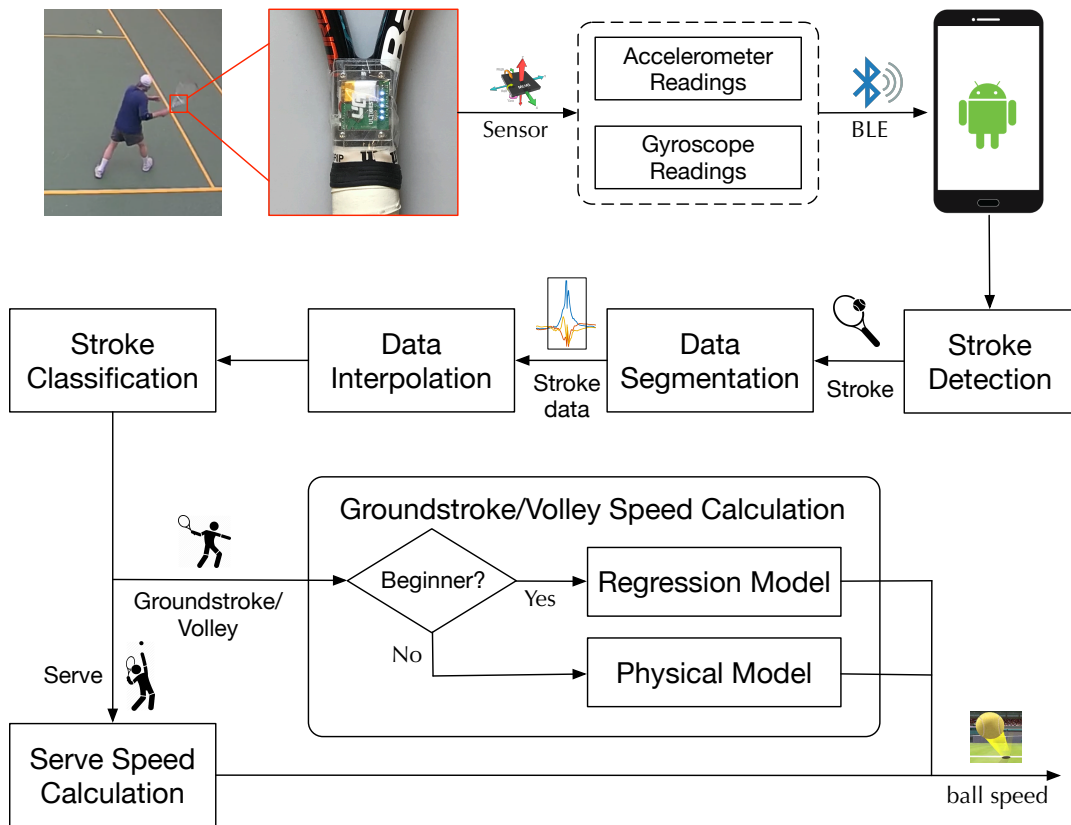 Accelerometer
Readings
Gyroscope
Readings
Sensor
BLE
Stroke
Classification
Data
Interpolation
Stroke
data
Data
Segmentation
Stroke
Stroke
Detection
Groundstroke/Volley Speed Calculation
Beginner?
Yes
Regression Model
No
Physical Model
Groundstroke/
Volley
Serve
Serve Speed
Calculation
ball speed